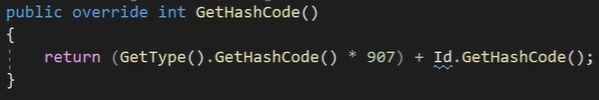 public override int GetHashCode()
{
return (GetType().GetHashCode() * 907) + Id.GetHashCode();
}